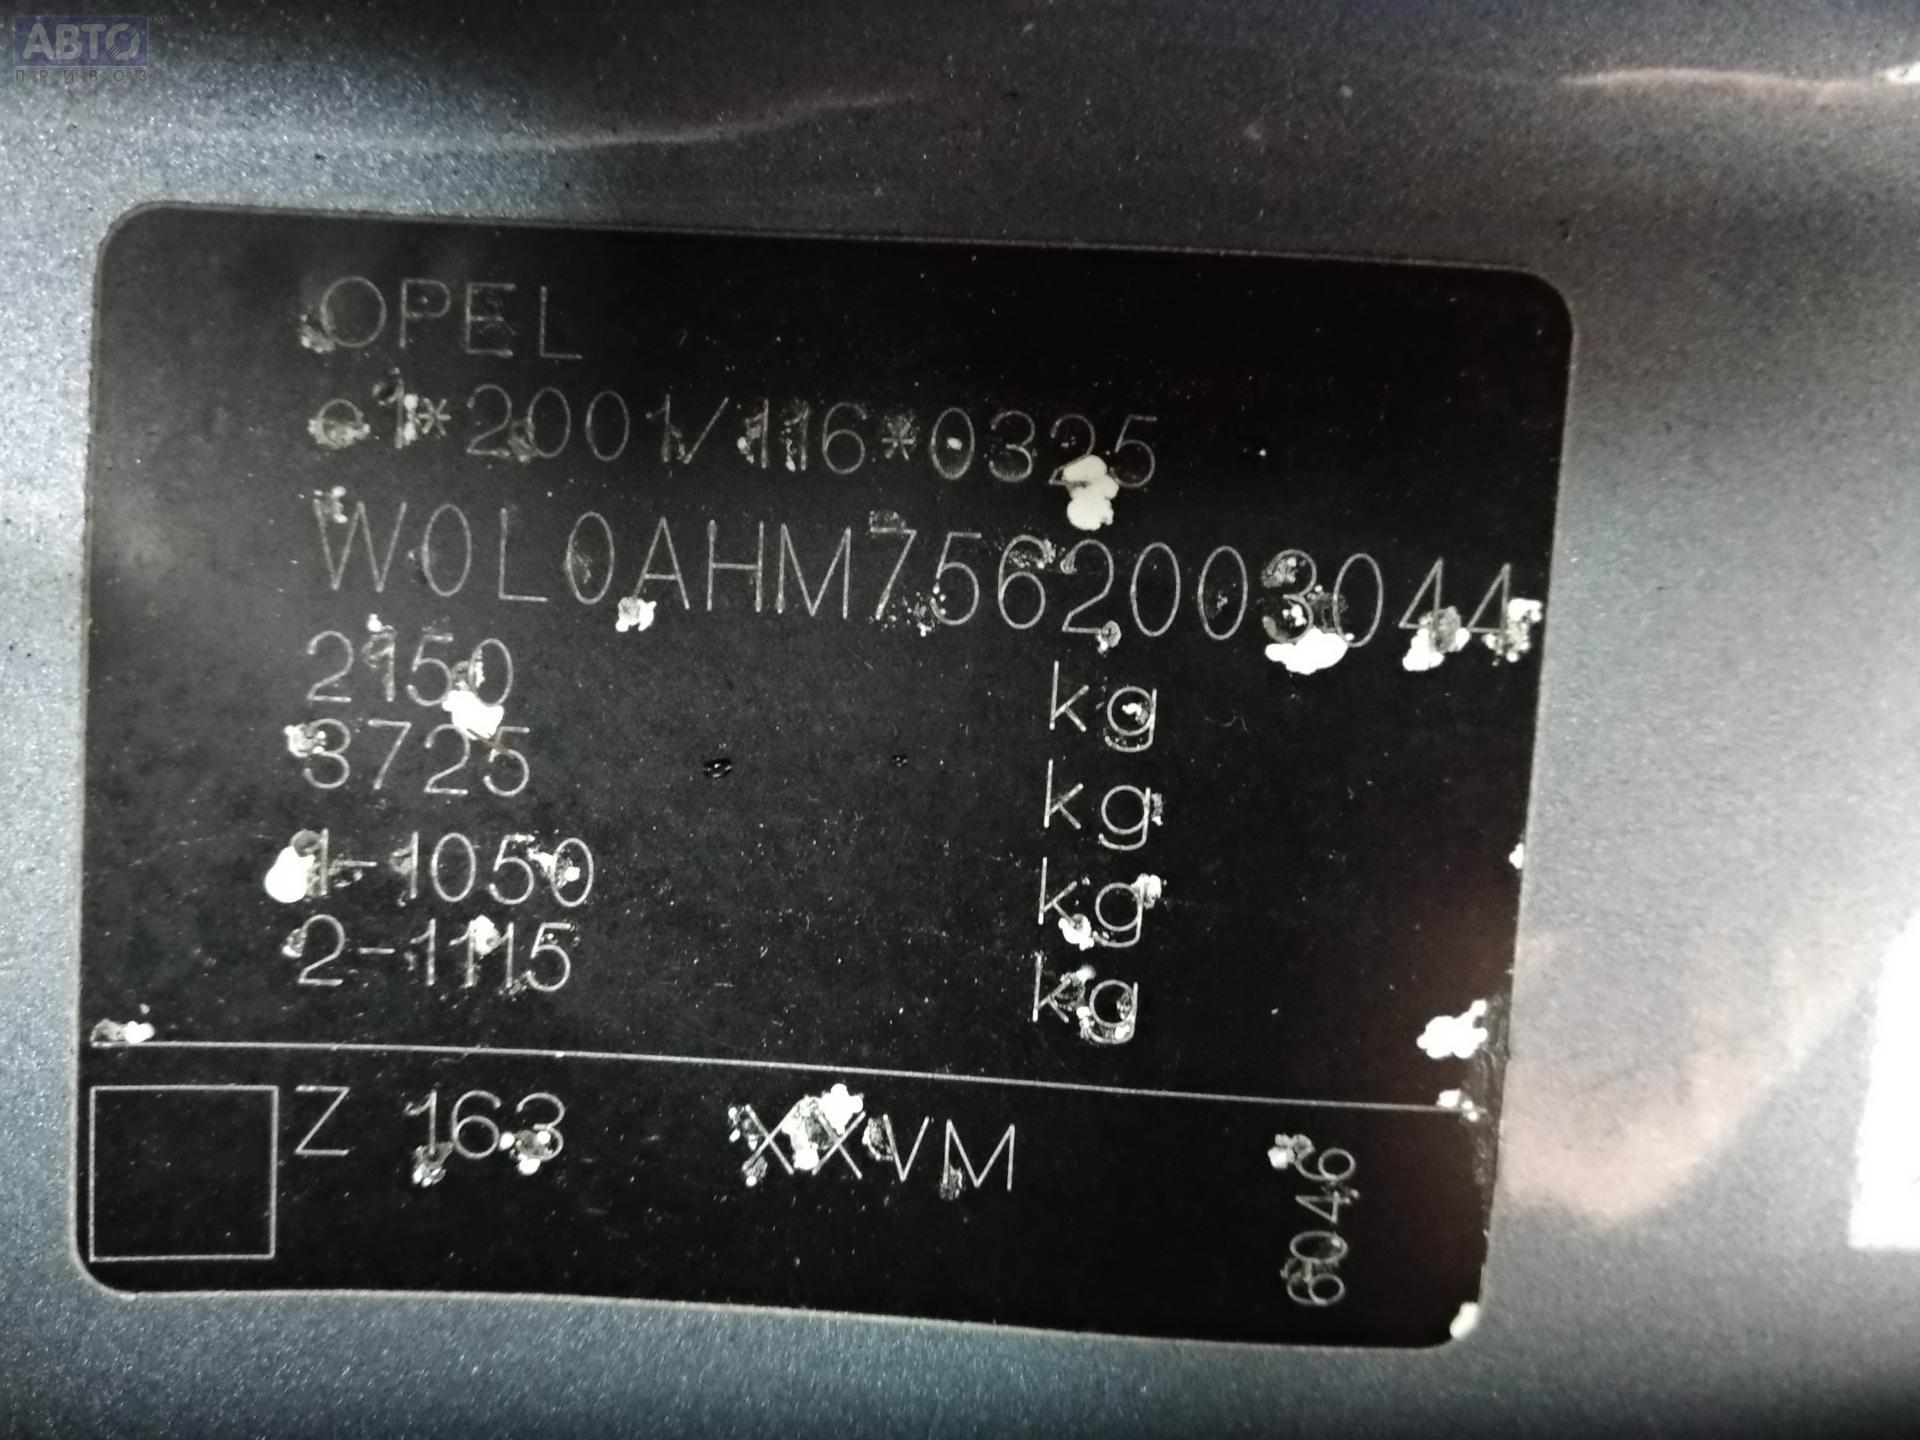 АВТО
ПРИВОЗ
OPEL
e1*2001/116*0325
W0L0AHM7562003044
2150 kg
3725 kg
1-1050 kg
2-1115 kg
Z 163 XXVM
6046